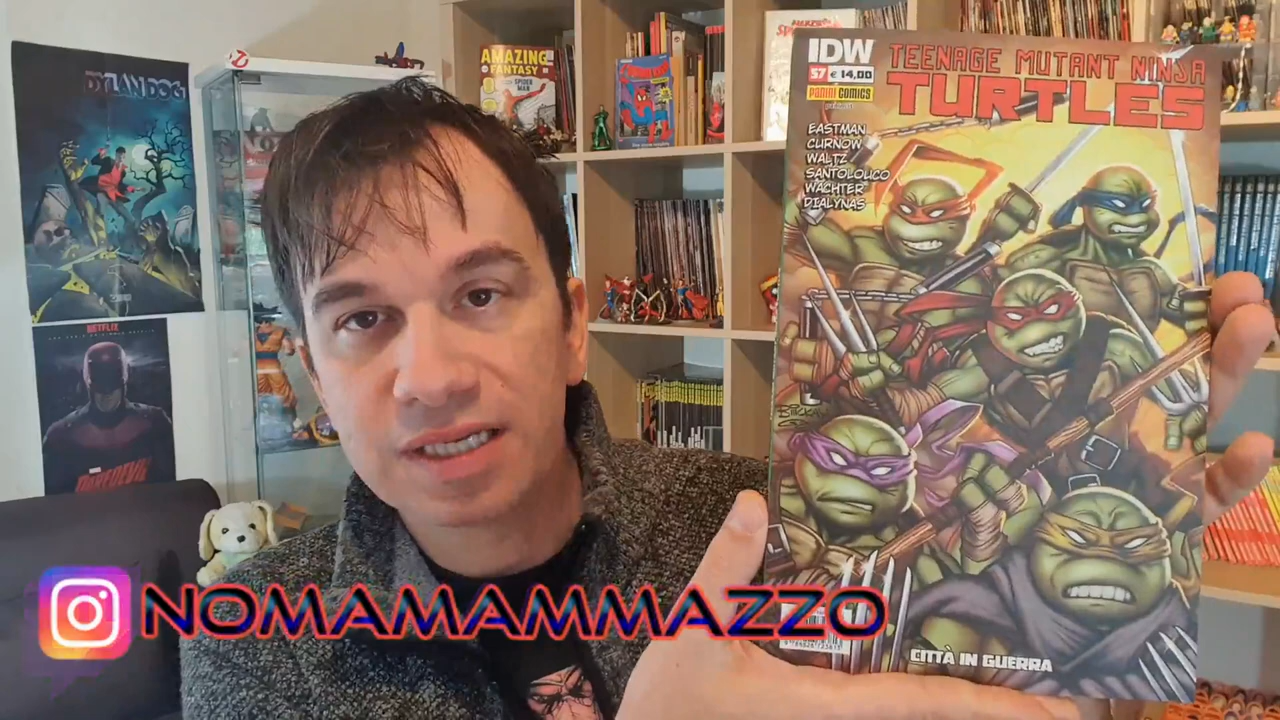 DYLAN DOG
NETFLIX
DAREDEVIL
AMAZING
FANTASY
IDW
57 € 14,00
PANINI COMICS
TEENAGE MUTANT NINJA
TURTLES
EASTMAN
CURNOW
WALTZ
SANTOLOUCO
WACHTER
DIALYNAS
CITTÀ IN GUERRA
NOMAMAMMAZZO